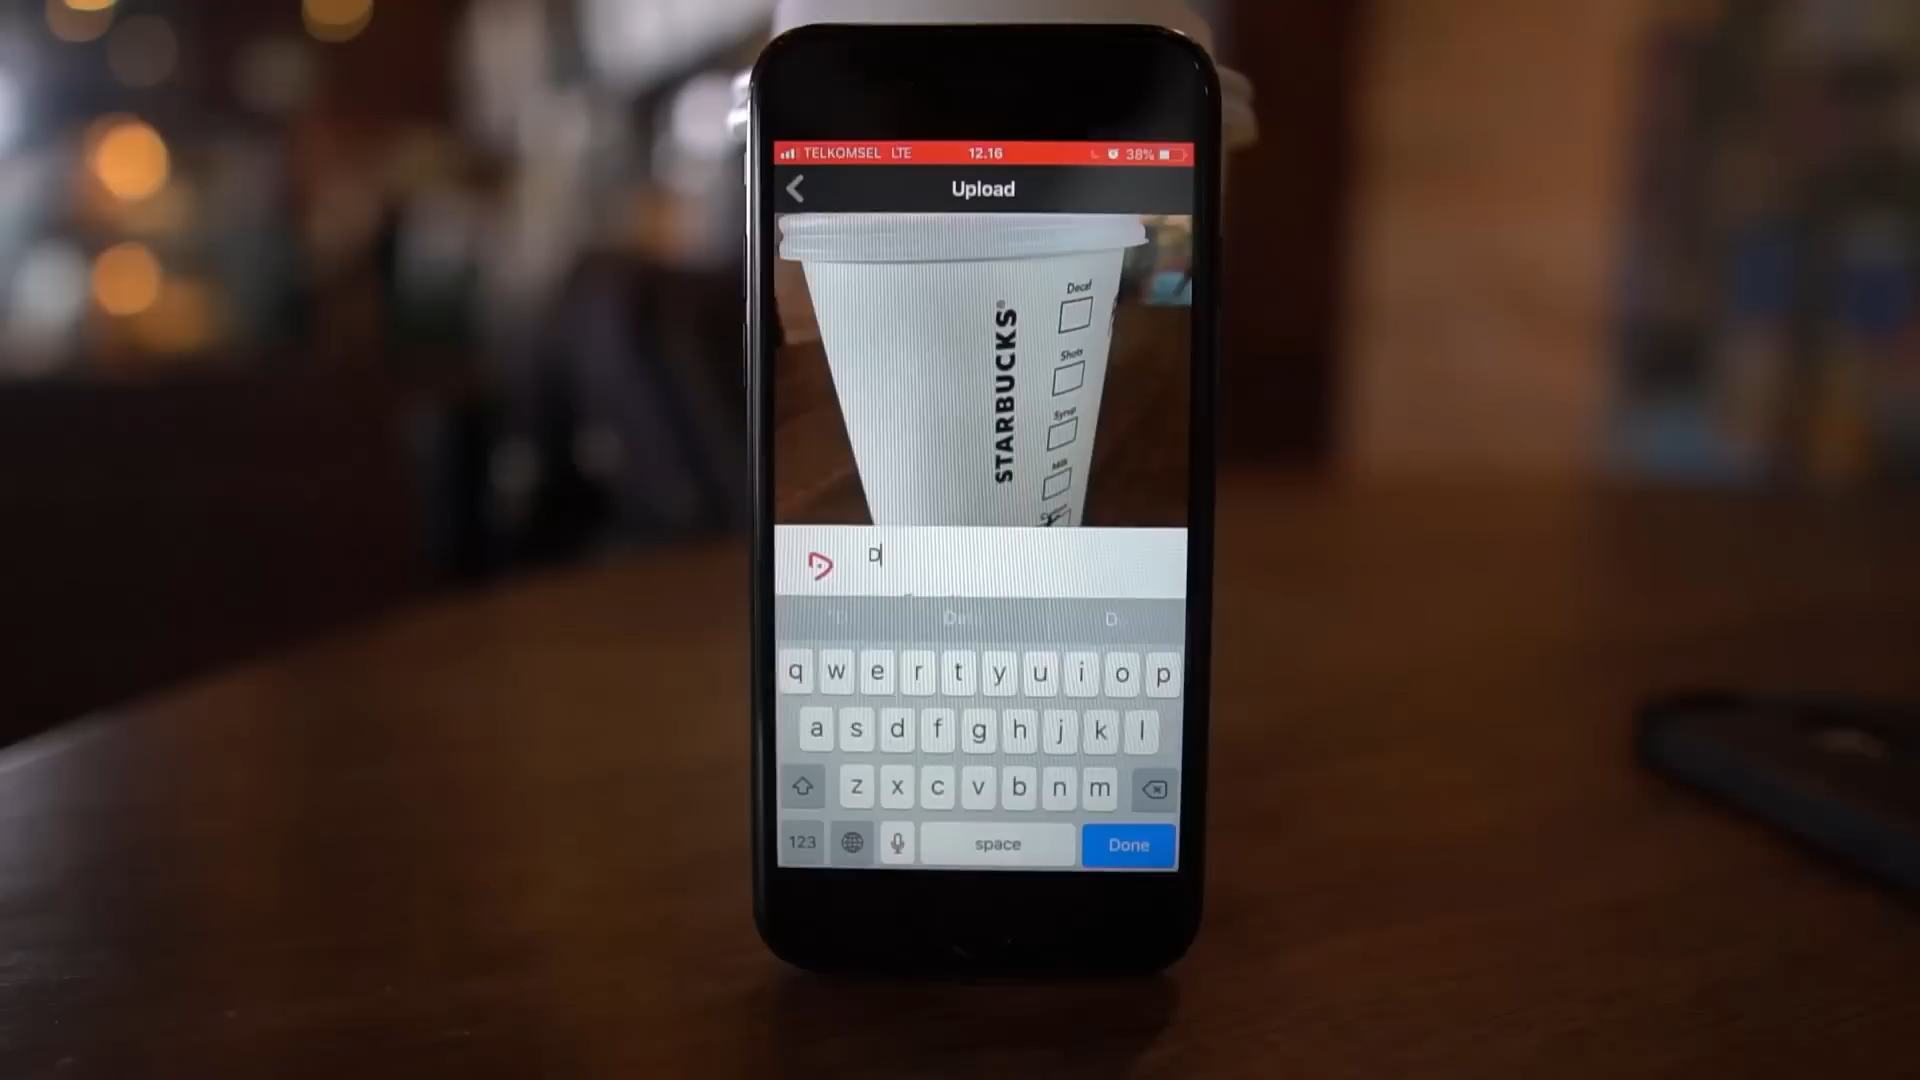 TELKOMSEL LTE 12.16 38%
Upload
STARBUCKS®
Decaf
Shots
Syrup
Milk
D
q w e r t y u i o p
a s d f g h j k l
z x c v b n m
123 space Done